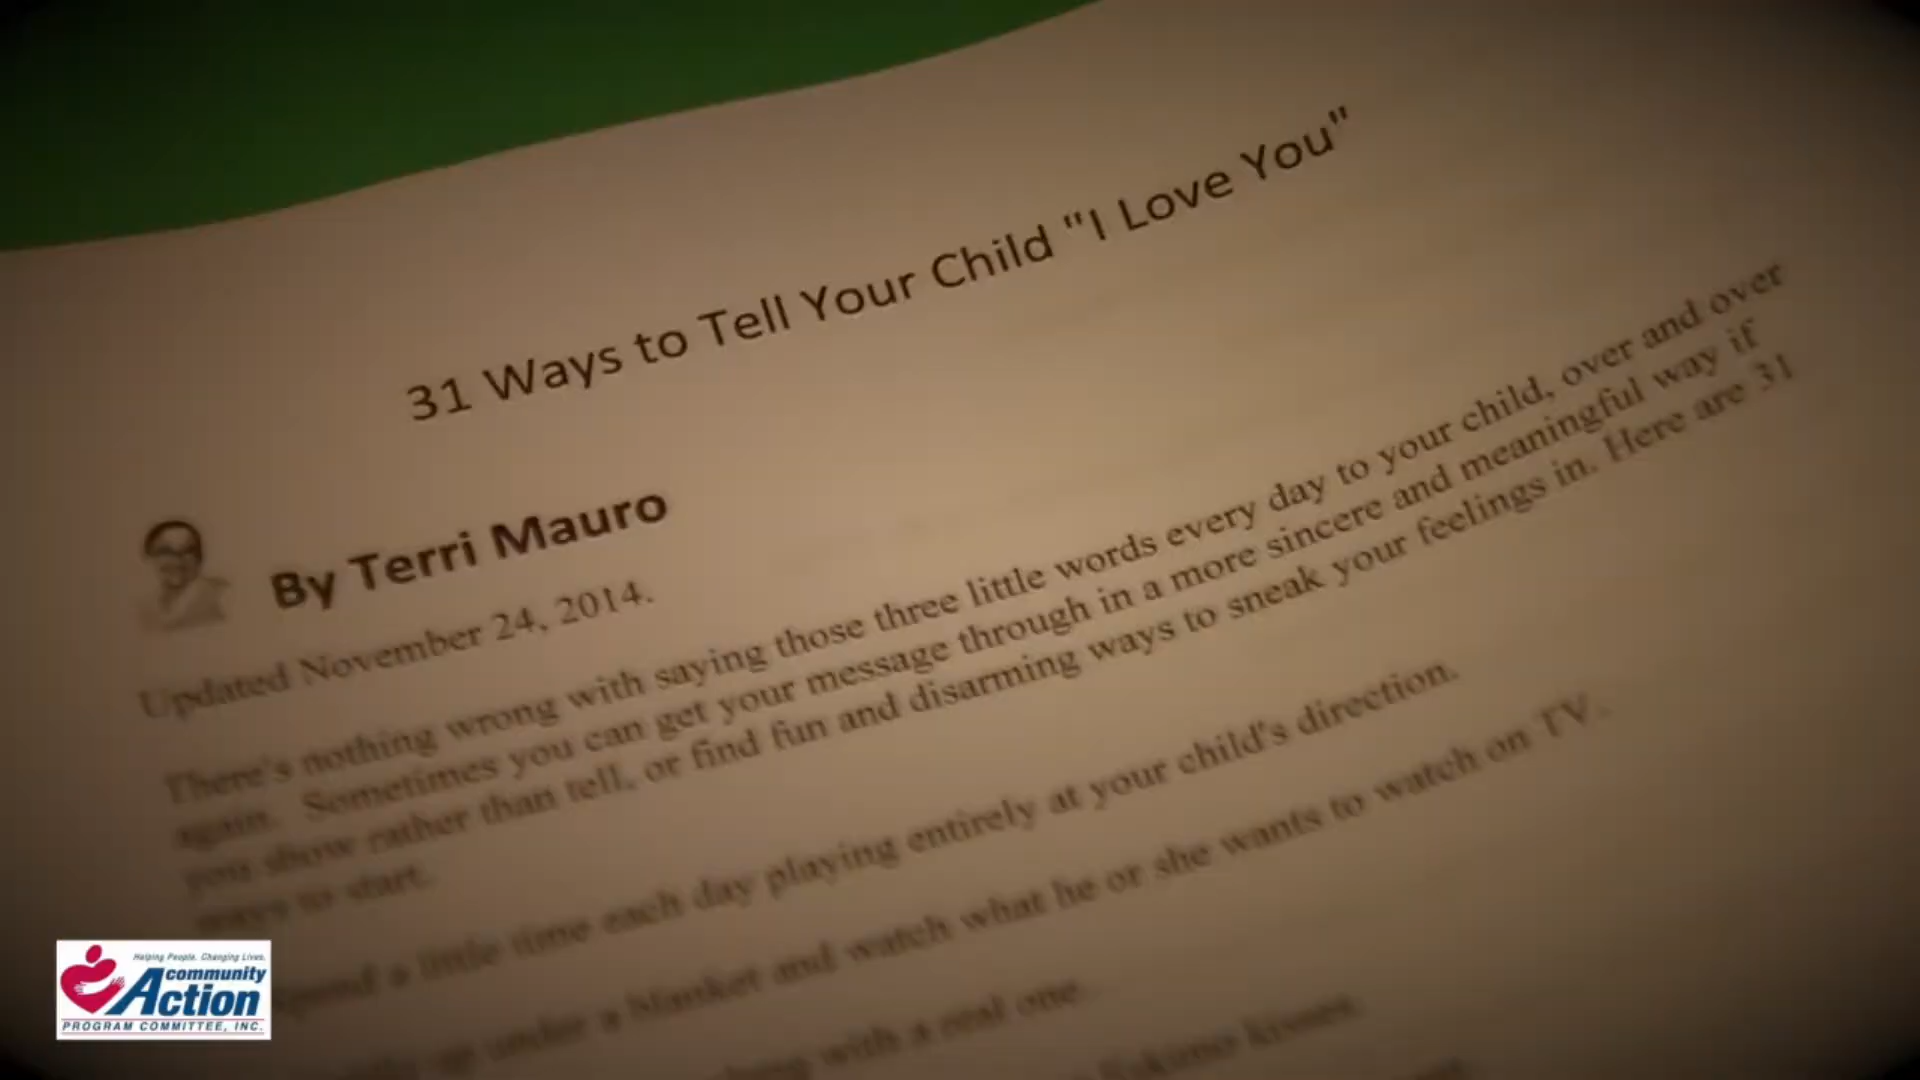 31 Ways to Tell Your Child "I Love You"
By Terri Mauro
Updated November 24, 2014.
There's nothing wrong with saying those three little words every day to your child, over and over
again. Sometimes you can get your message through in a more sincere and meaningful way if
you show rather than tell, or find fun and disarming ways to sneak your feelings in. Here are 31
ways to start.
Spend a little time each day playing entirely at your child's direction.
up under a blanket and watch what he or she wants to watch on TV.
with a real one.
Eskimo kisses.
Helping People. Changing Lives.
community
Action
PROGRAM COMMITTEE, INC.